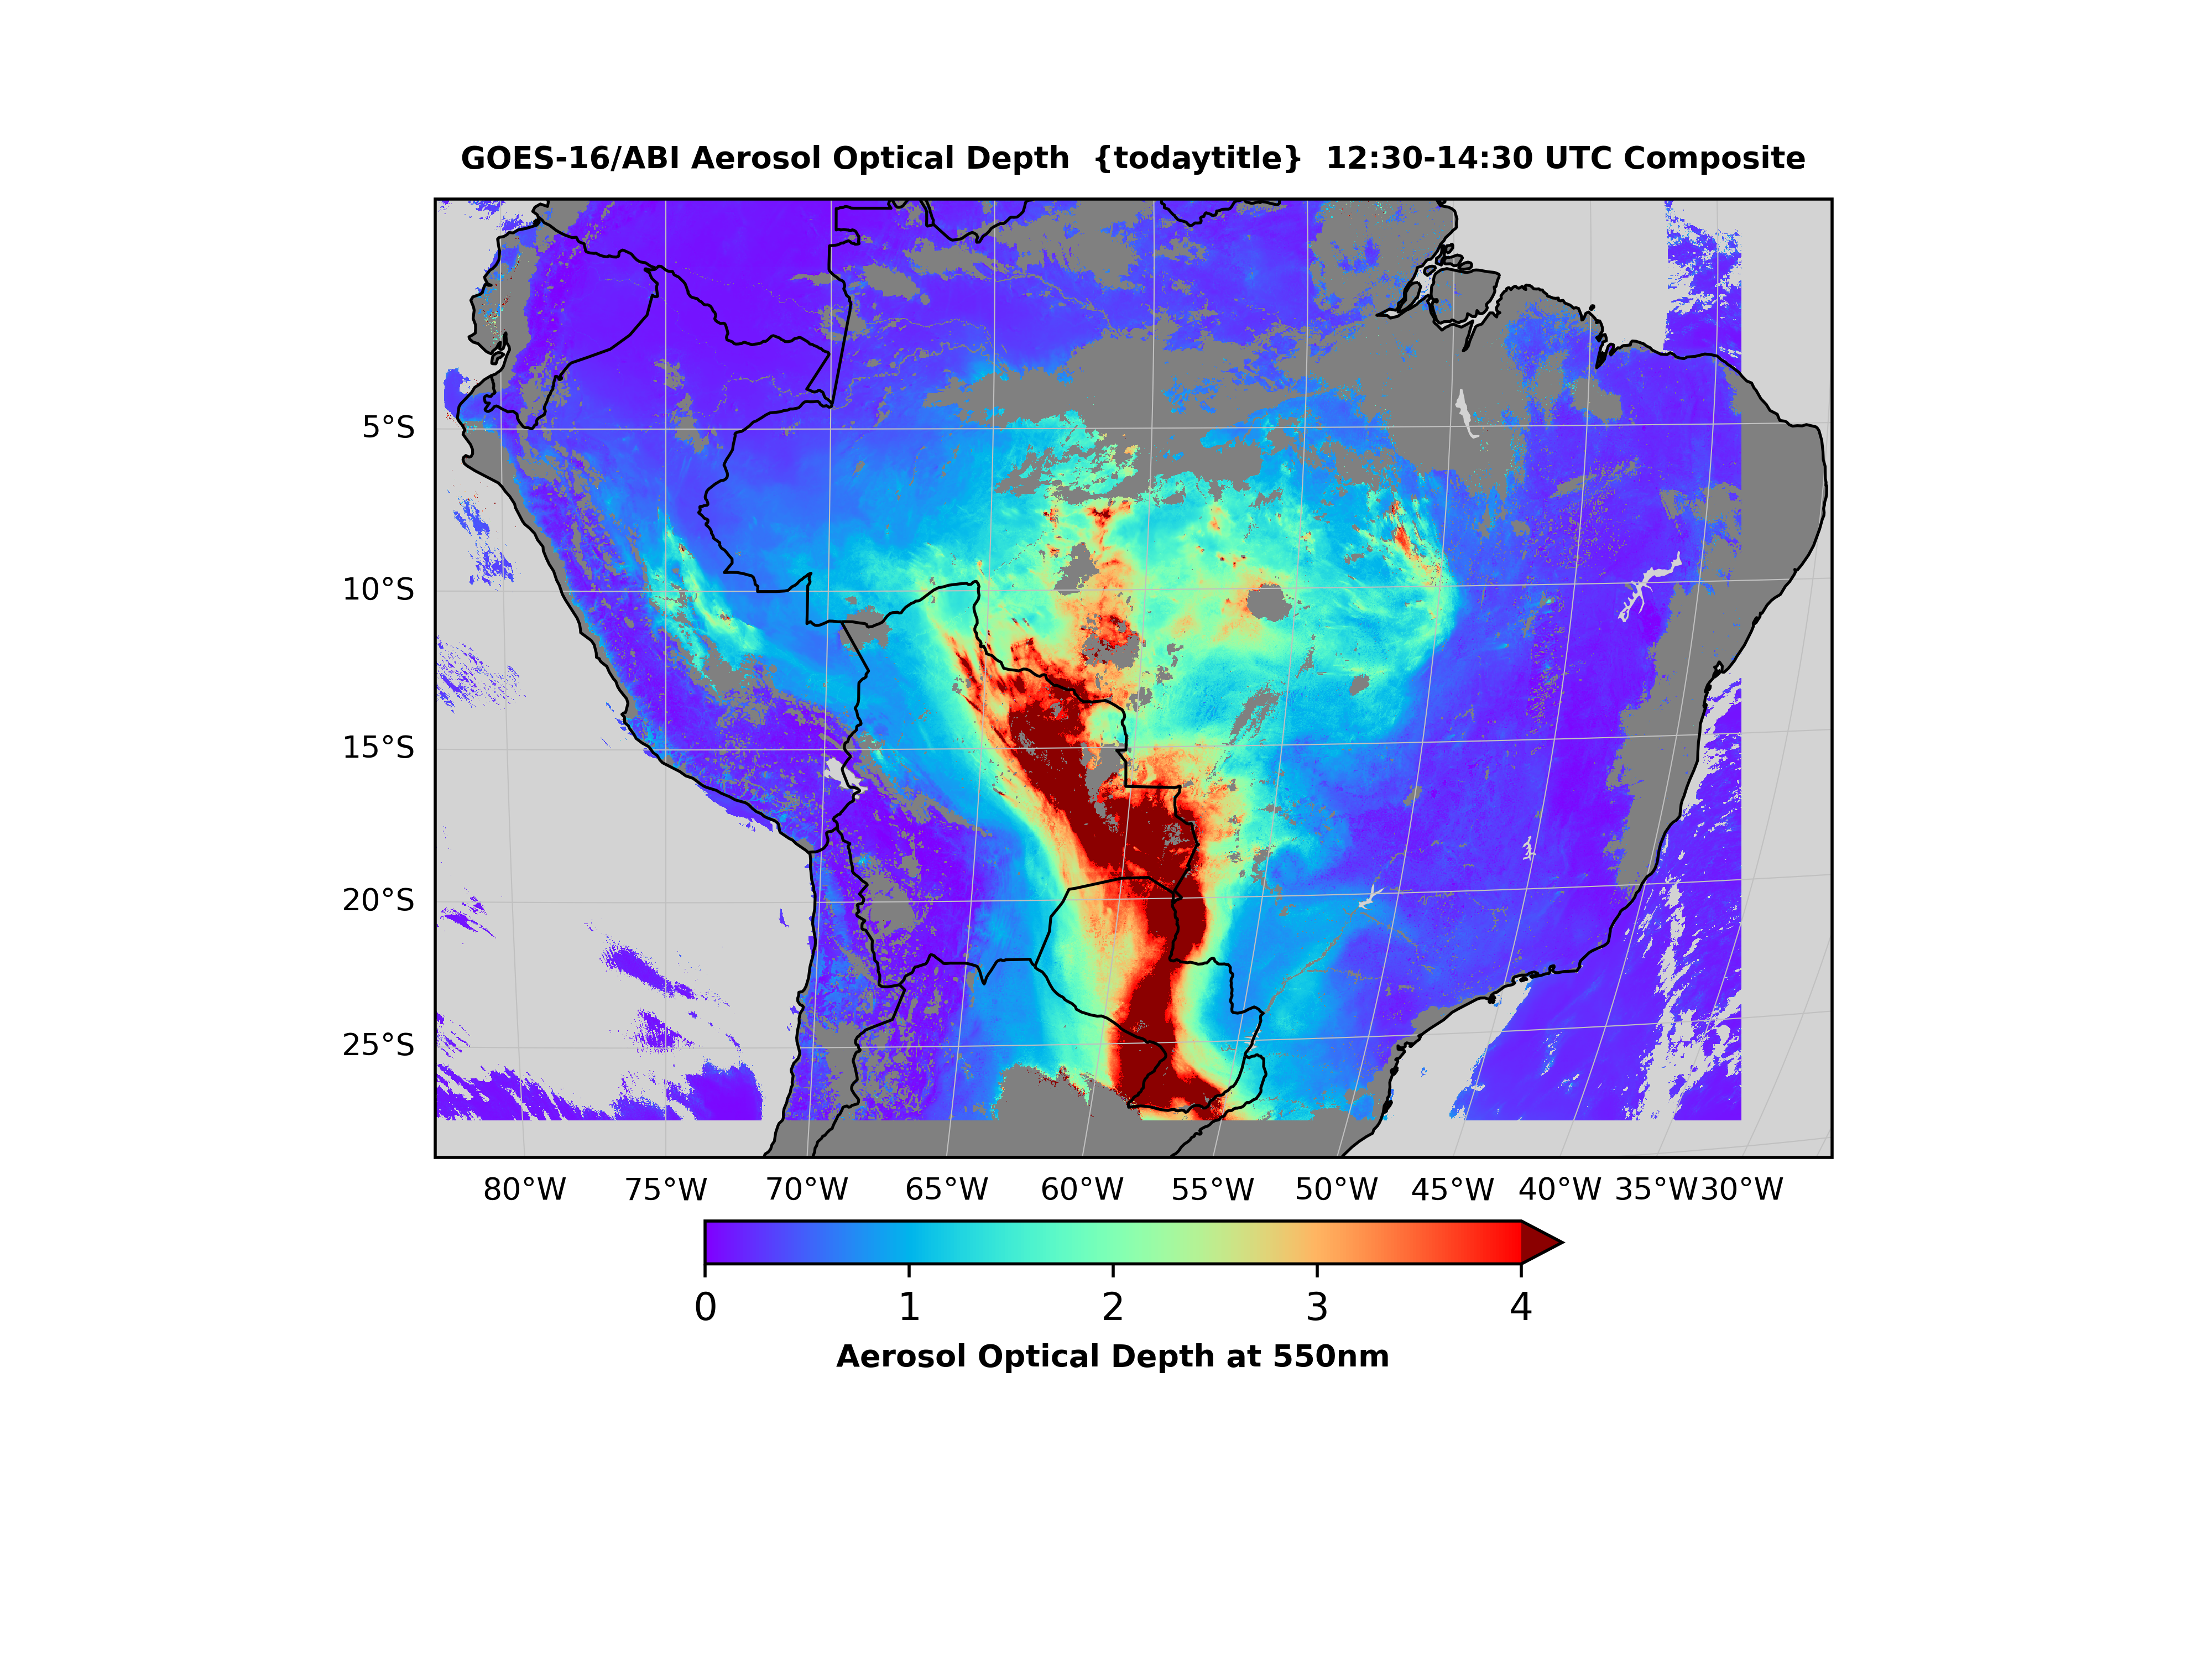 GOES-16/ABI Aerosol Optical Depth {todaytitle} 12:30-14:30 UTC Composite
5°S
10°S
15°S
20°S
25°S
80°W 75°W 70°W 65°W 60°W 55°W 50°W 45°W 40°W 35°W 30°W
0 1 2 3 4
Aerosol Optical Depth at 550nm